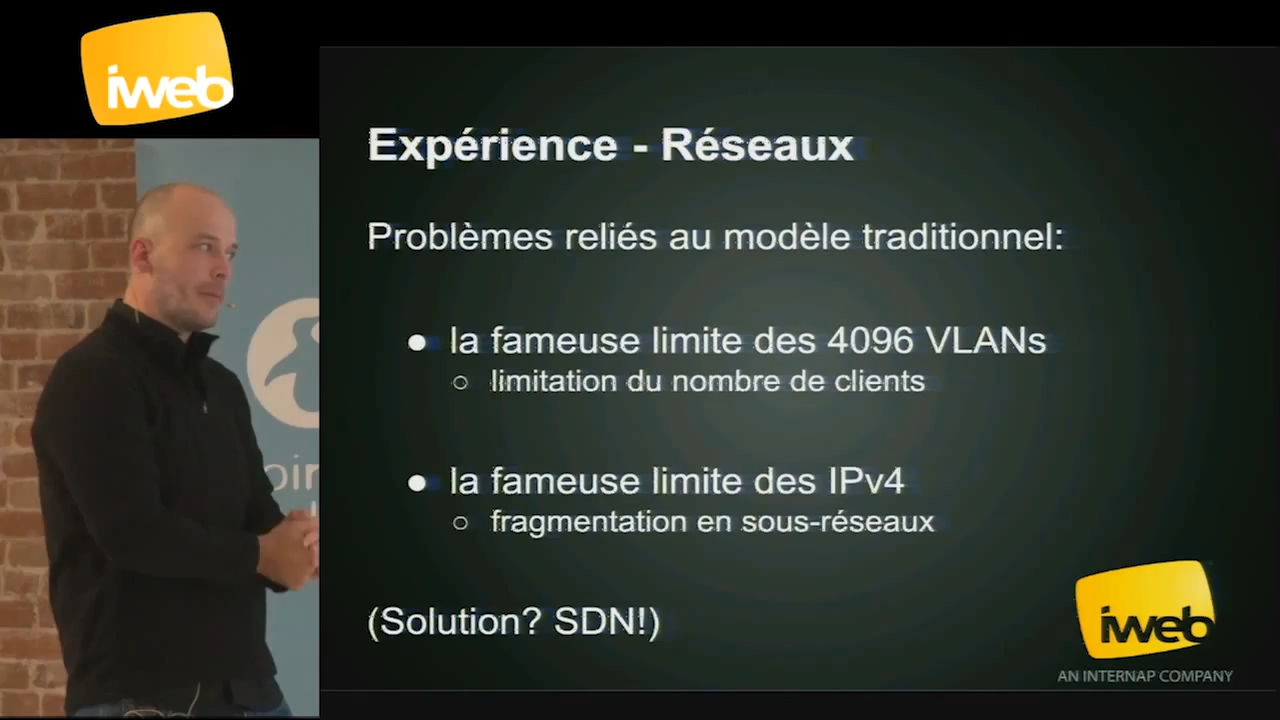 iweb
Expérience - Réseaux
Problèmes reliés au modèle traditionnel:
● la fameuse limite des 4096 VLANs
○ limitation du nombre de clients
● la fameuse limite des IPv4
○ fragmentation en sous-réseaux
(Solution? SDN!)
iweb
AN INTERNAP COMPANY